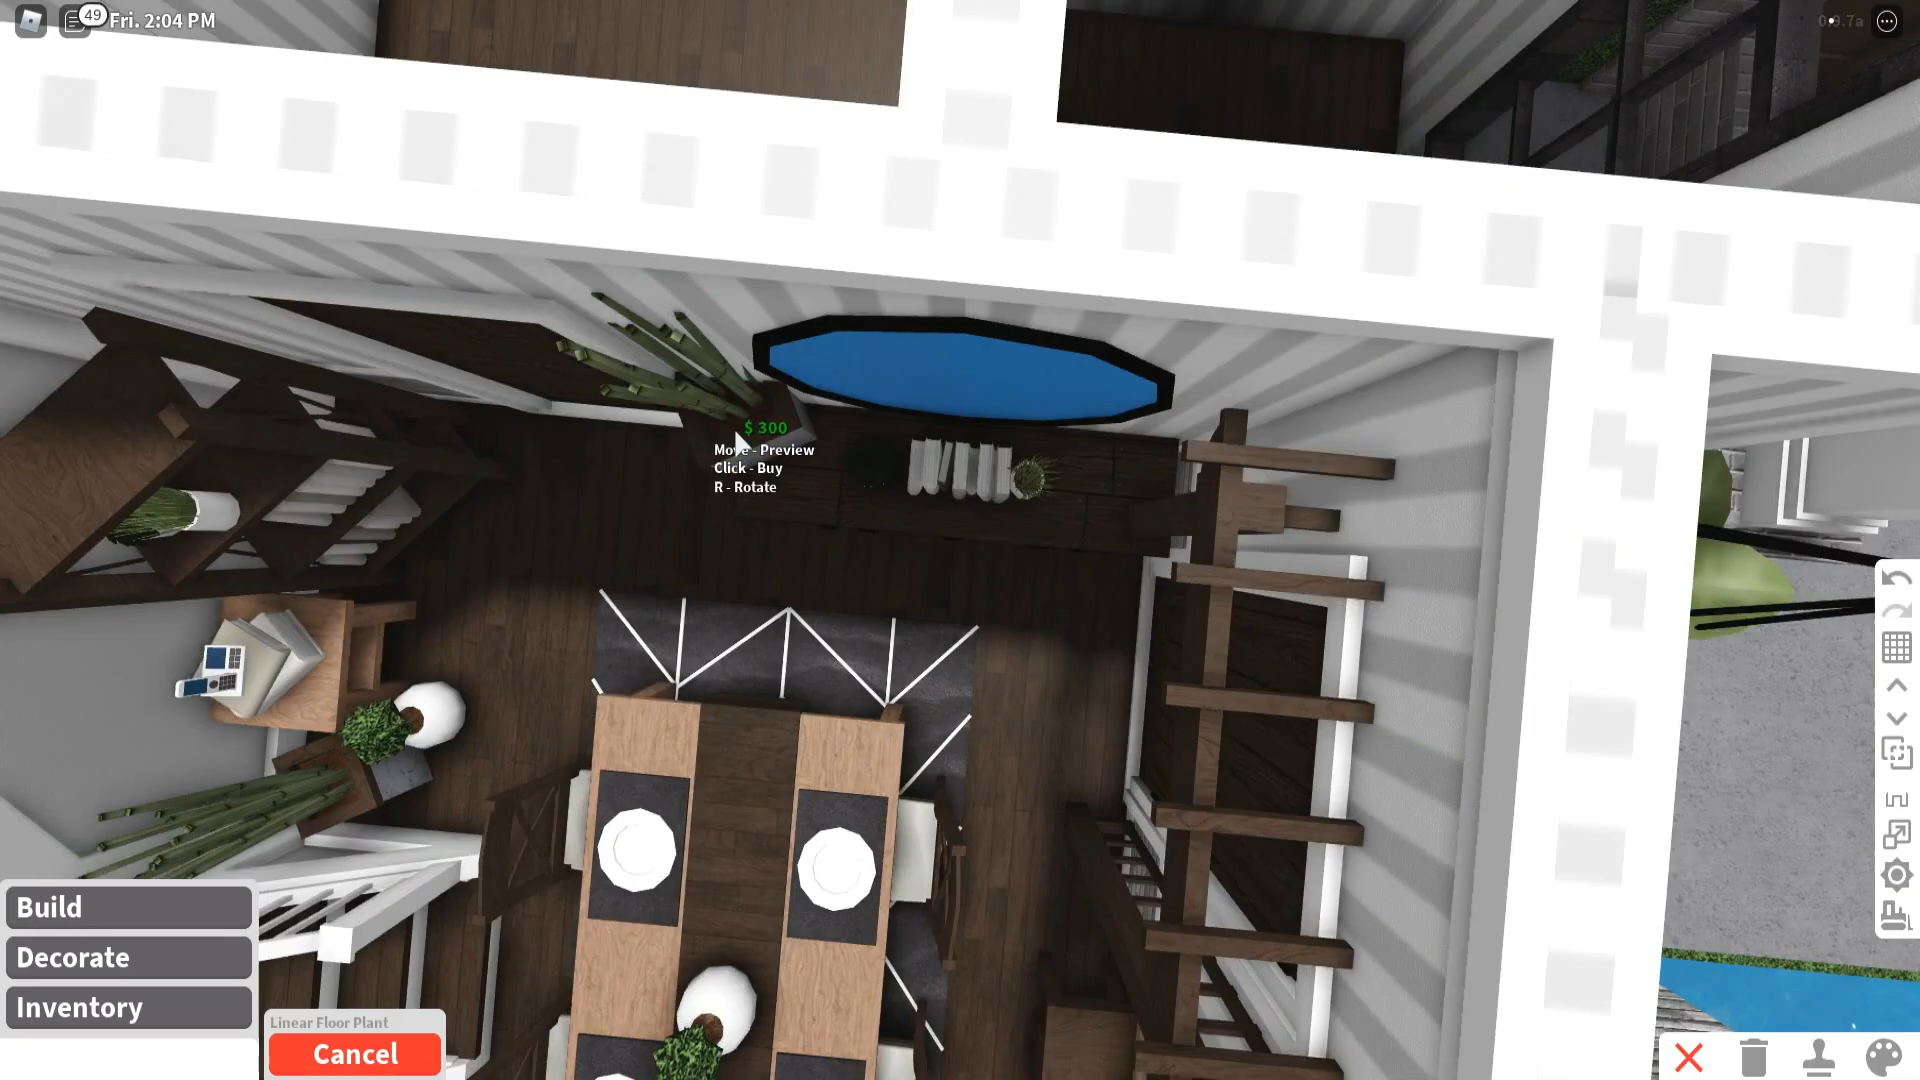 49
Fri. 2:04 PM
$ 300
Move - Preview
Click - Buy
R - Rotate
Build
Decorate
Inventory
Linear Floor Plant
Cancel